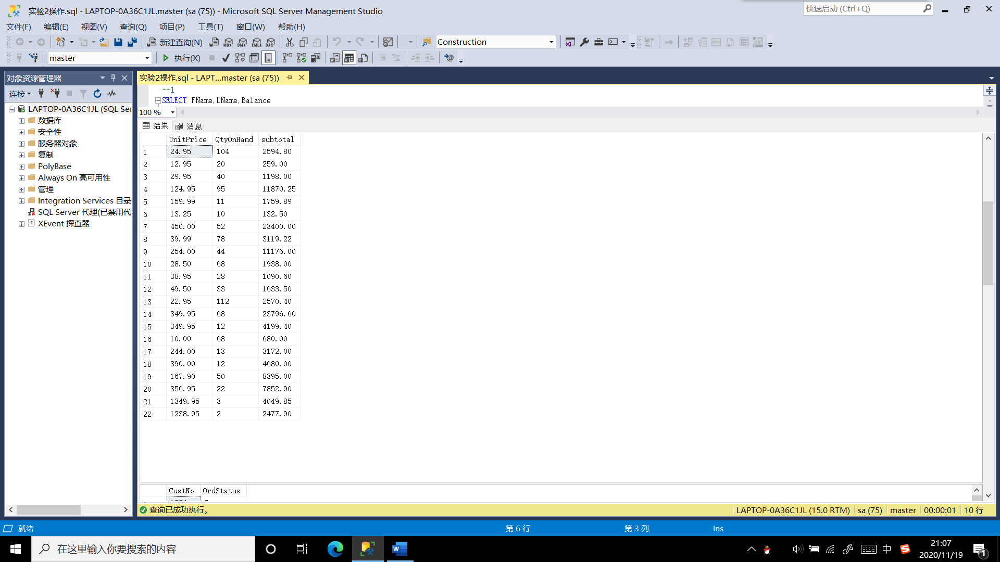 实验2操作.sql - LAPTOP-0A36C1JL.master (sa (75)) - Microsoft SQL Server Management Studio
快速启动 (Ctrl+Q)
文件(F) 编辑(E) 视图(V) 查询(Q) 项目(P) 工具(T) 窗口(W) 帮助(H)
新建查询(N) MDX DMX XMLA DAX Construction
master 执行(X)
对象资源管理器
连接
LAPTOP-0A36C1JL (SQL Ser
数据库
安全性
服务器对象
复制
PolyBase
Always On 高可用性
管理
Integration Services 目录
SQL Server 代理(已禁用代
XEvent 探查器
实验2操作.sql - LAPT...master (sa (75))
--1
SELECT FName,LName,Balance
100 %
结果 消息
UnitPrice QtyOnHand subtotal
1 24.95 104 2594.80
2 12.95 20 259.00
3 29.95 40 1198.00
4 124.95 95 11870.25
5 159.99 11 1759.89
6 13.25 10 132.50
7 450.00 52 23400.00
8 39.99 78 3119.22
9 254.00 44 11176.00
10 28.50 68 1938.00
11 38.95 28 1090.60
12 49.50 33 1633.50
13 22.95 112 2570.40
14 349.95 68 23796.60
15 349.95 12 4199.40
16 10.00 68 680.00
17 244.00 13 3172.00
18 390.00 12 4680.00
19 167.90 50 8395.00
20 356.95 22 7852.90
21 1349.95 3 4049.85
22 1238.95 2 2477.90
CustNo OrdStatus
查询已成功执行。 LAPTOP-0A36C1JL (15.0 RTM) sa (75) master 00:00:01 10 行
就绪 第 6 行 第 3 列 Ins
在这里输入你要搜索的内容
中
21:07
2020/11/19
1